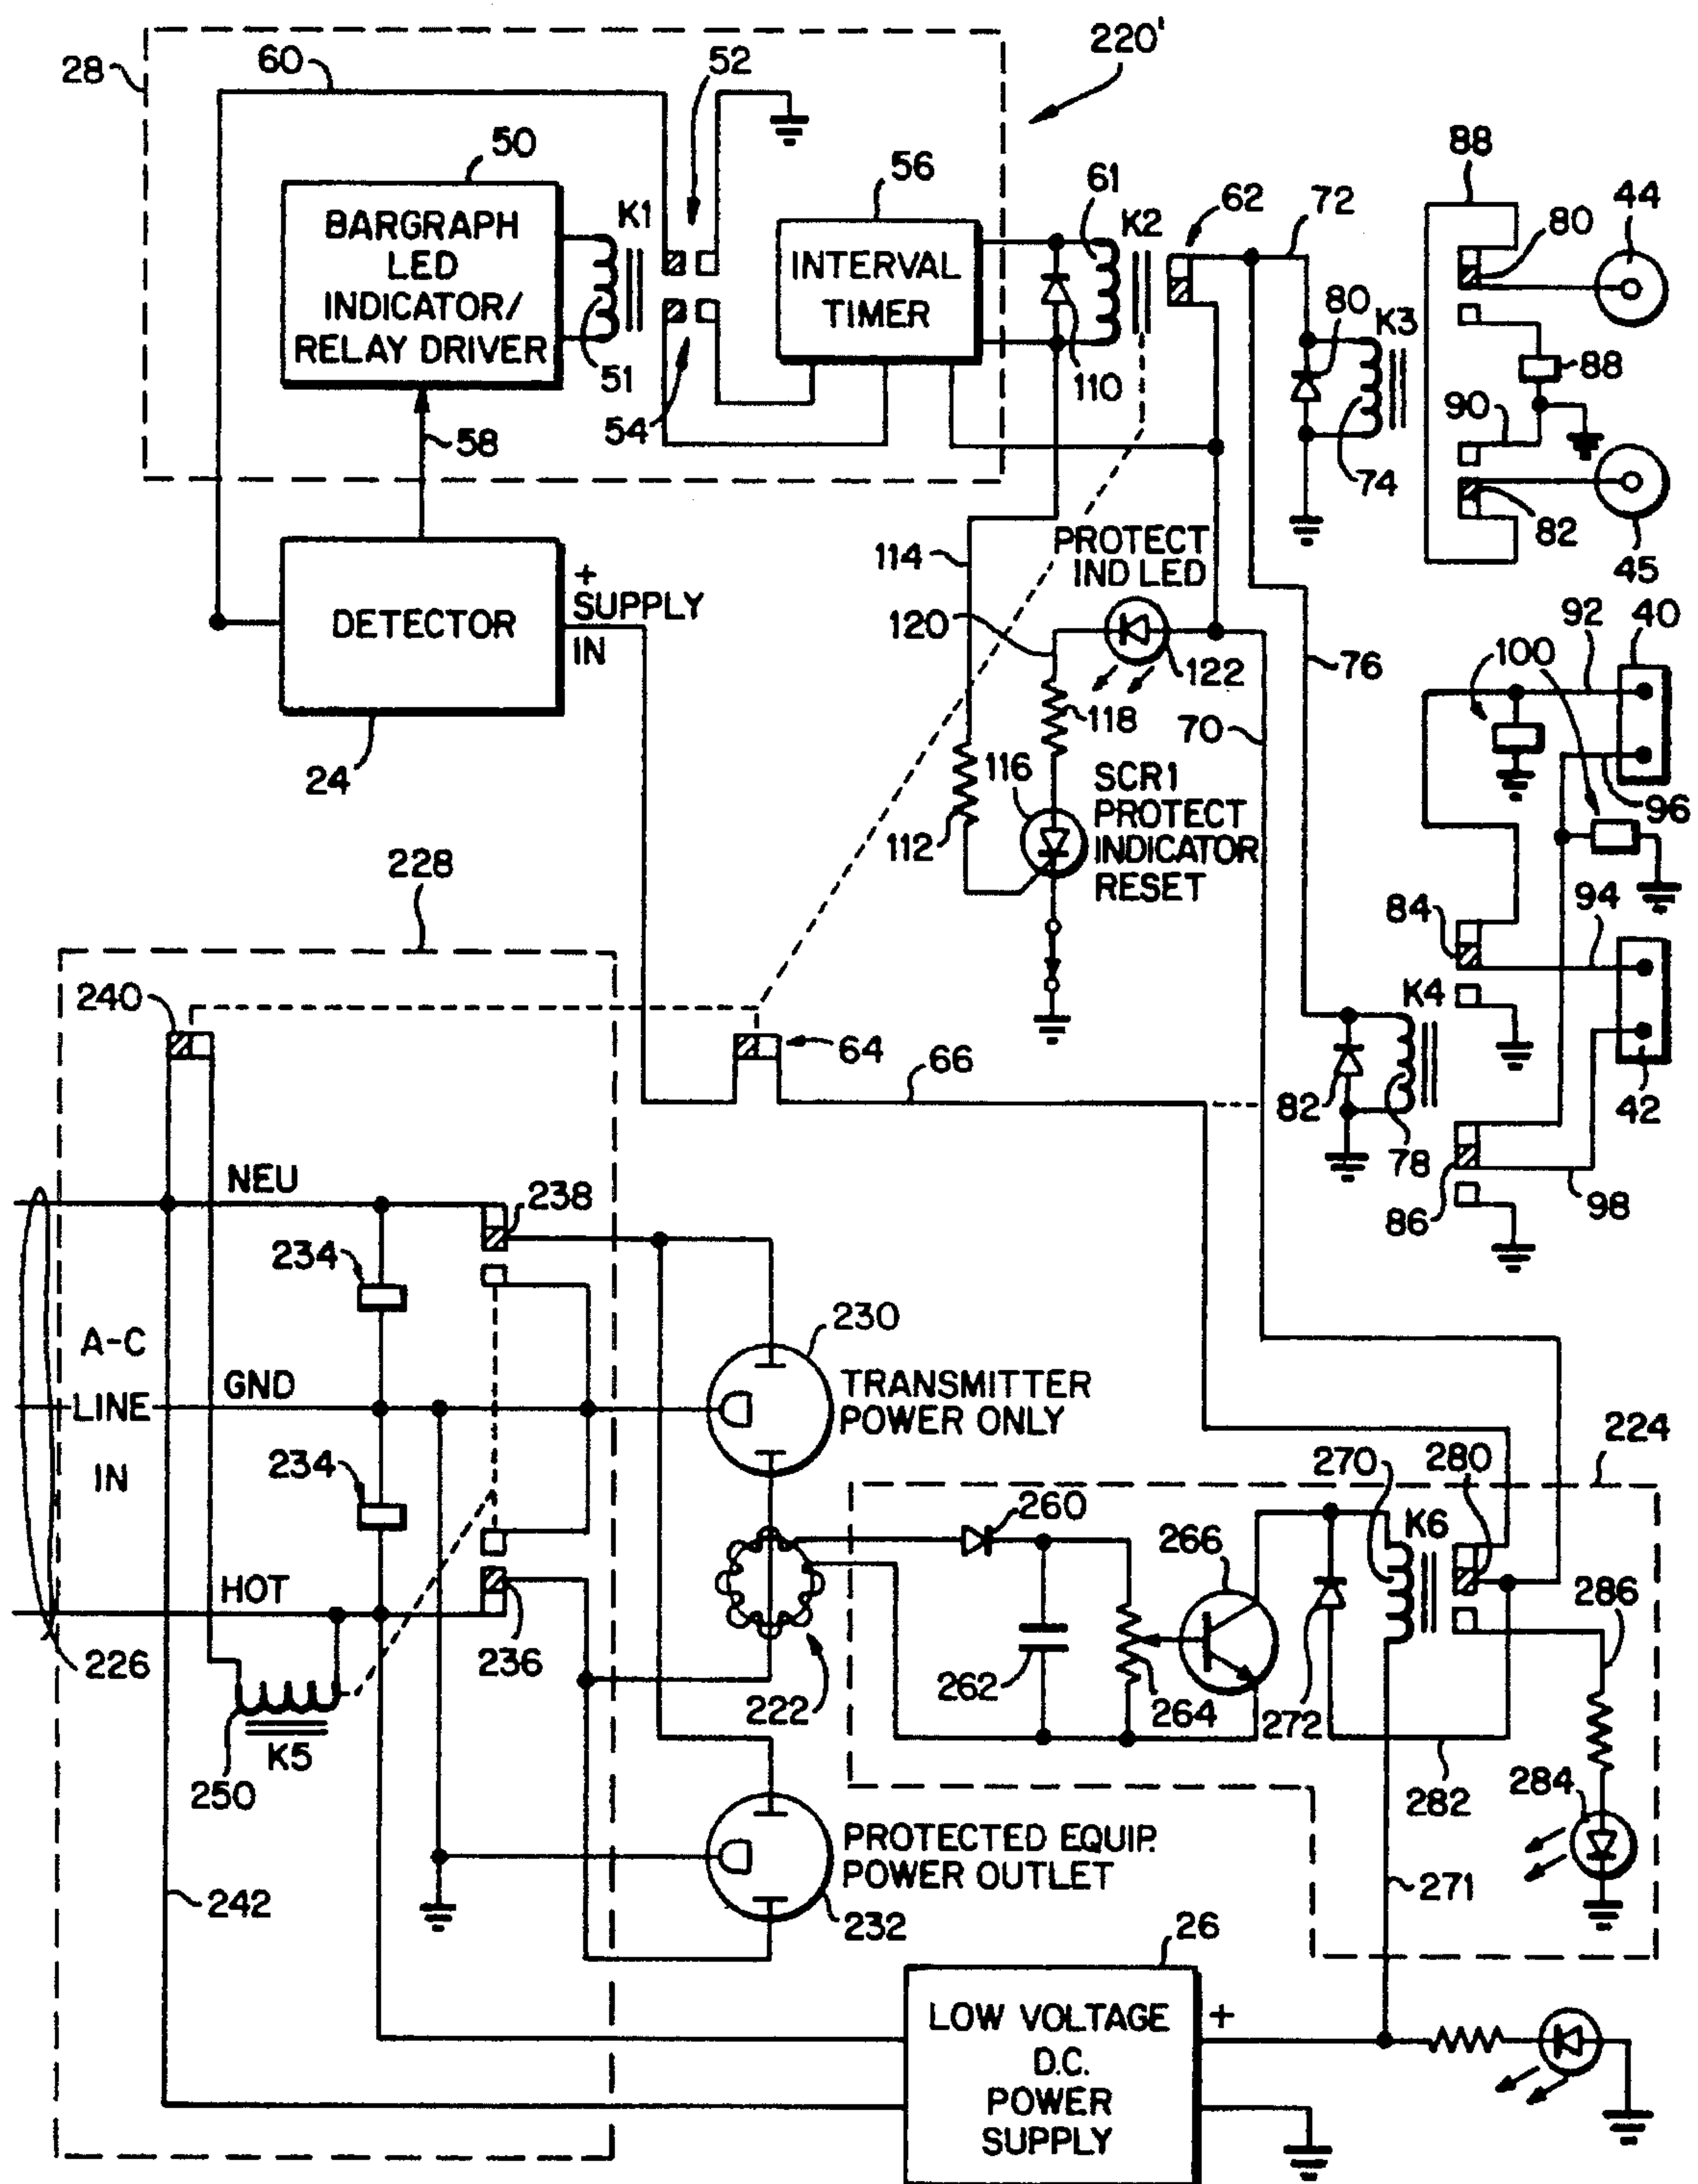 220'
28
60
52
50
BARGRAPH
LED
INDICATOR/
RELAY DRIVER
K1
51
54
56
INTERVAL
TIMER
61
K2
62
72
110
80
K3
74
88
80
44
88
90
82
45
58
DETECTOR
+
SUPPLY
IN
24
114
PROTECT
IND LED
120
122
118
116
112
SCR1
PROTECT
INDICATOR
RESET
70
76
92
40
100
96
94
84
K4
42
82
78
86
98
228
240
64
66
NEU
238
234
A-C
LINE
IN
GND
234
HOT
236
226
250
K5
242
230
TRANSMITTER
POWER ONLY
222
232
PROTECTED EQUIP.
POWER OUTLET
224
260
262
264
266
270
K6
280
272
286
284
282
271
26
LOW VOLTAGE
D.C.
POWER
SUPPLY
+